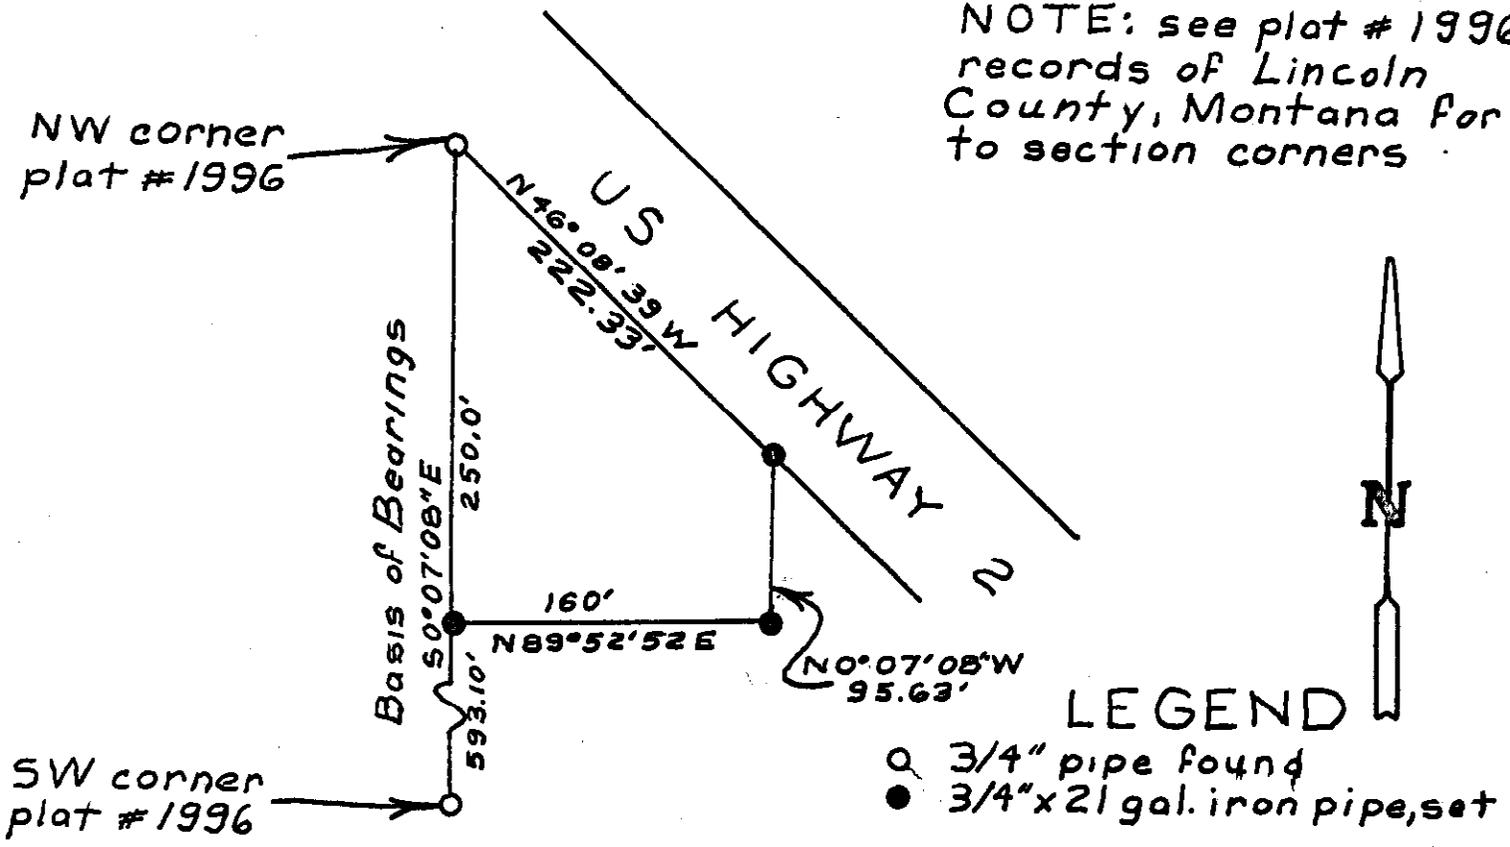 NOTE: see plat # 1996
records of Lincoln
County, Montana for
to section corners
NW corner
plat #1996
US HIGHWAY 2
N46°08'39W
222.33'
Basis of Bearings
S0°07'08"E
250.0'
160'
N89°52'52E
N0°07'08"W
95.63'
593.10'
N
SW corner
plat #1996
LEGEND
3/4" pipe found
3/4"x21 gal. iron pipe,set